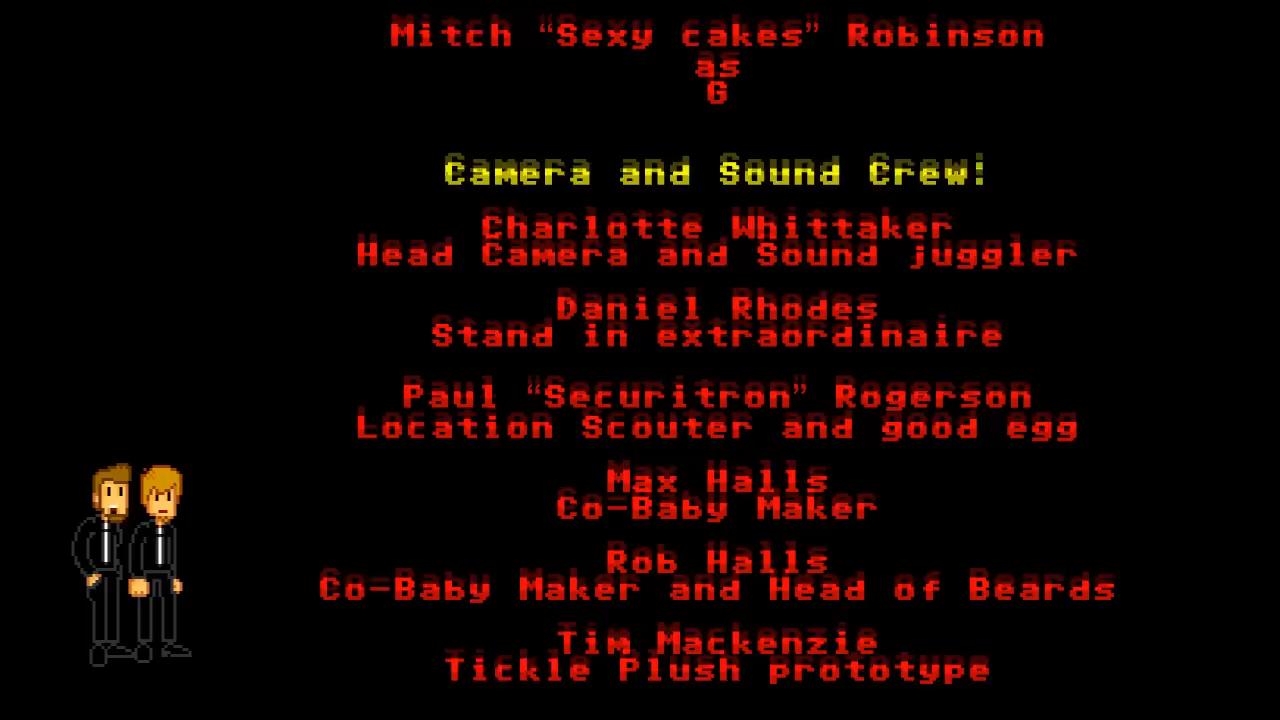 Mitch “Sexy cakes” Robinson
as
G
Camera and Sound Crew!
Charlotte Whittaker
Head Camera and Sound juggler
Daniel Rhodes
Stand in extraordinaire
Paul “Securitron” Rogerson
Location Scouter and good egg
Max Halls
Co-Baby Maker
Rob Halls
Co-Baby Maker and Head of Beards
Tim Mackenzie
Tickle Plush prototype